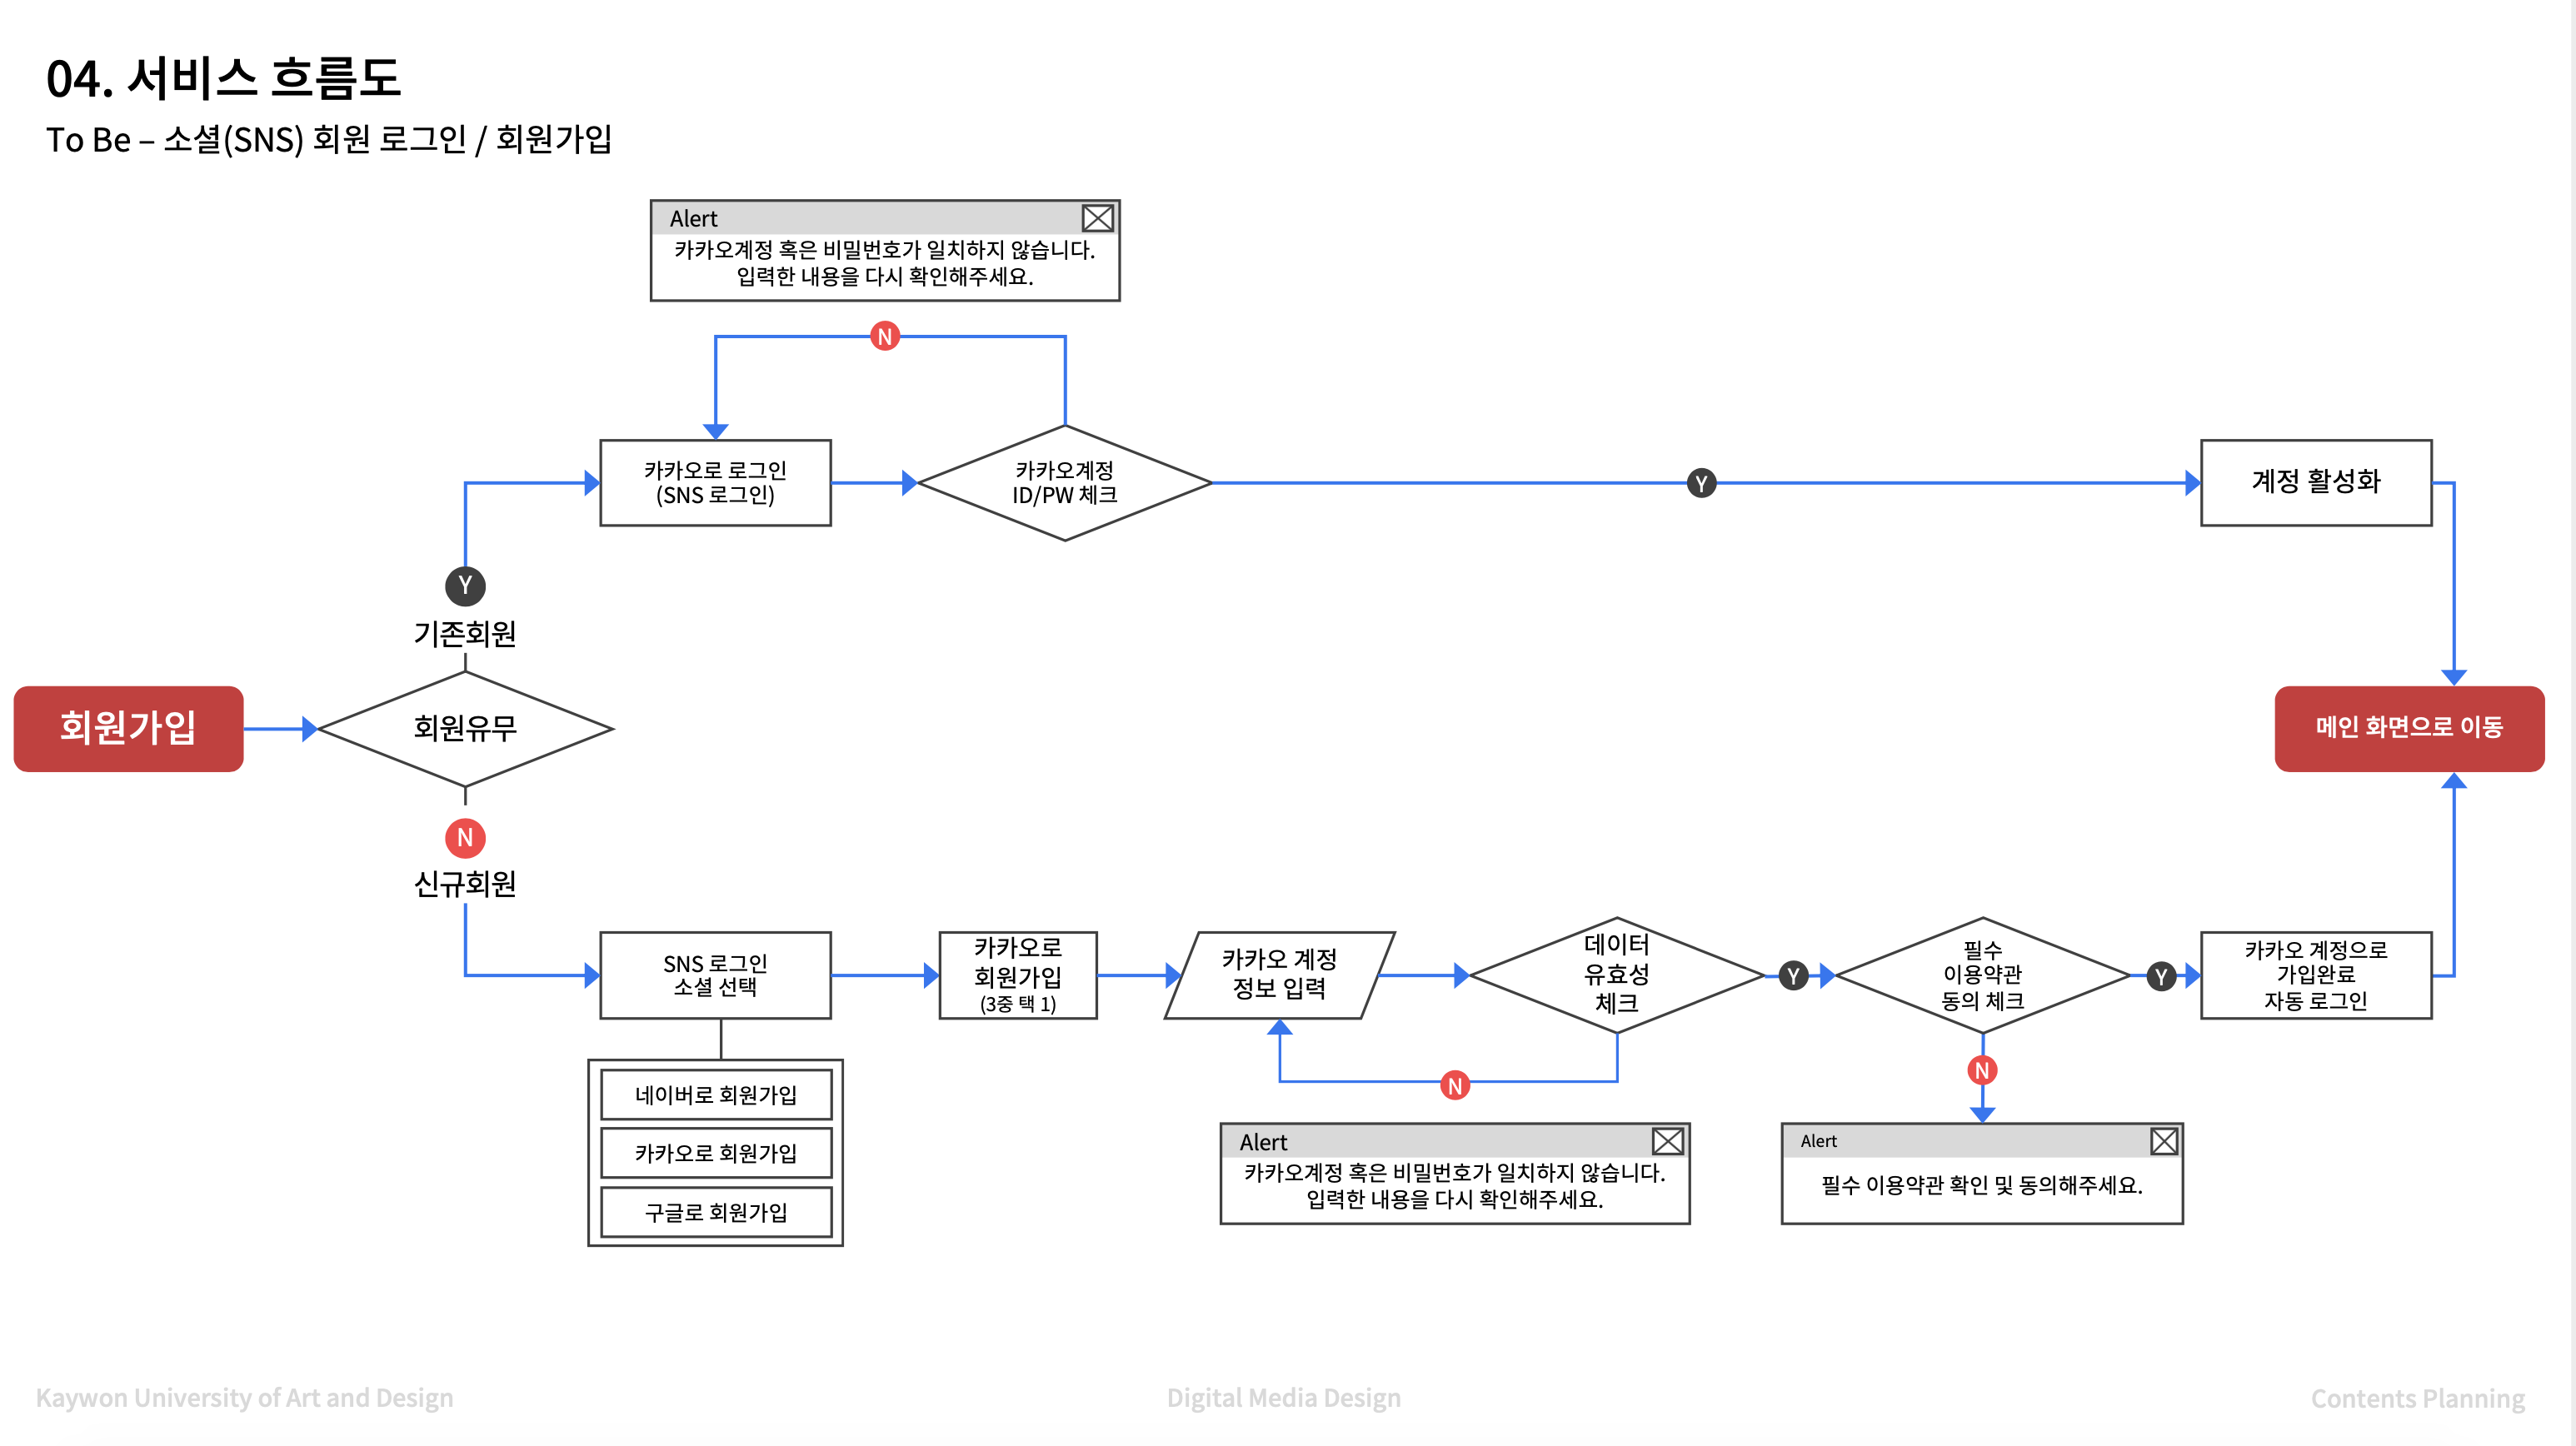 04. 서비스 흐름도
To Be – 소셜(SNS) 회원 로그인 / 회원가입
Alert
카카오계정 혹은 비밀번호가 일치하지 않습니다.
입력한 내용을 다시 확인해주세요.
N
카카오로 로그인
(SNS 로그인)
카카오계정
ID/PW 체크
Y
계정 활성화
Y
기존회원
회원가입
회원유무
메인 화면으로 이동
N
신규회원
SNS 로그인
소셜 선택
카카오로
회원가입
(3중 택 1)
카카오 계정
정보 입력
데이터
유효성
체크
Y
필수
이용약관
동의 체크
Y
카카오 계정으로
가입완료
자동 로그인
N
N
네이버로 회원가입
카카오로 회원가입
구글로 회원가입
Alert
카카오계정 혹은 비밀번호가 일치하지 않습니다.
입력한 내용을 다시 확인해주세요.
Alert
필수 이용약관 확인 및 동의해주세요.
Kaywon University of Art and Design
Digital Media Design
Contents Planning